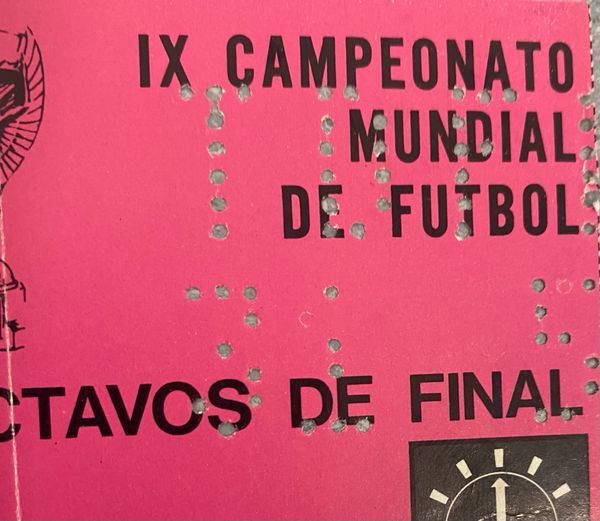 IX CAMPEONATO
MUNDIAL
DE FUTBOL
CTAVOS DE FINAL